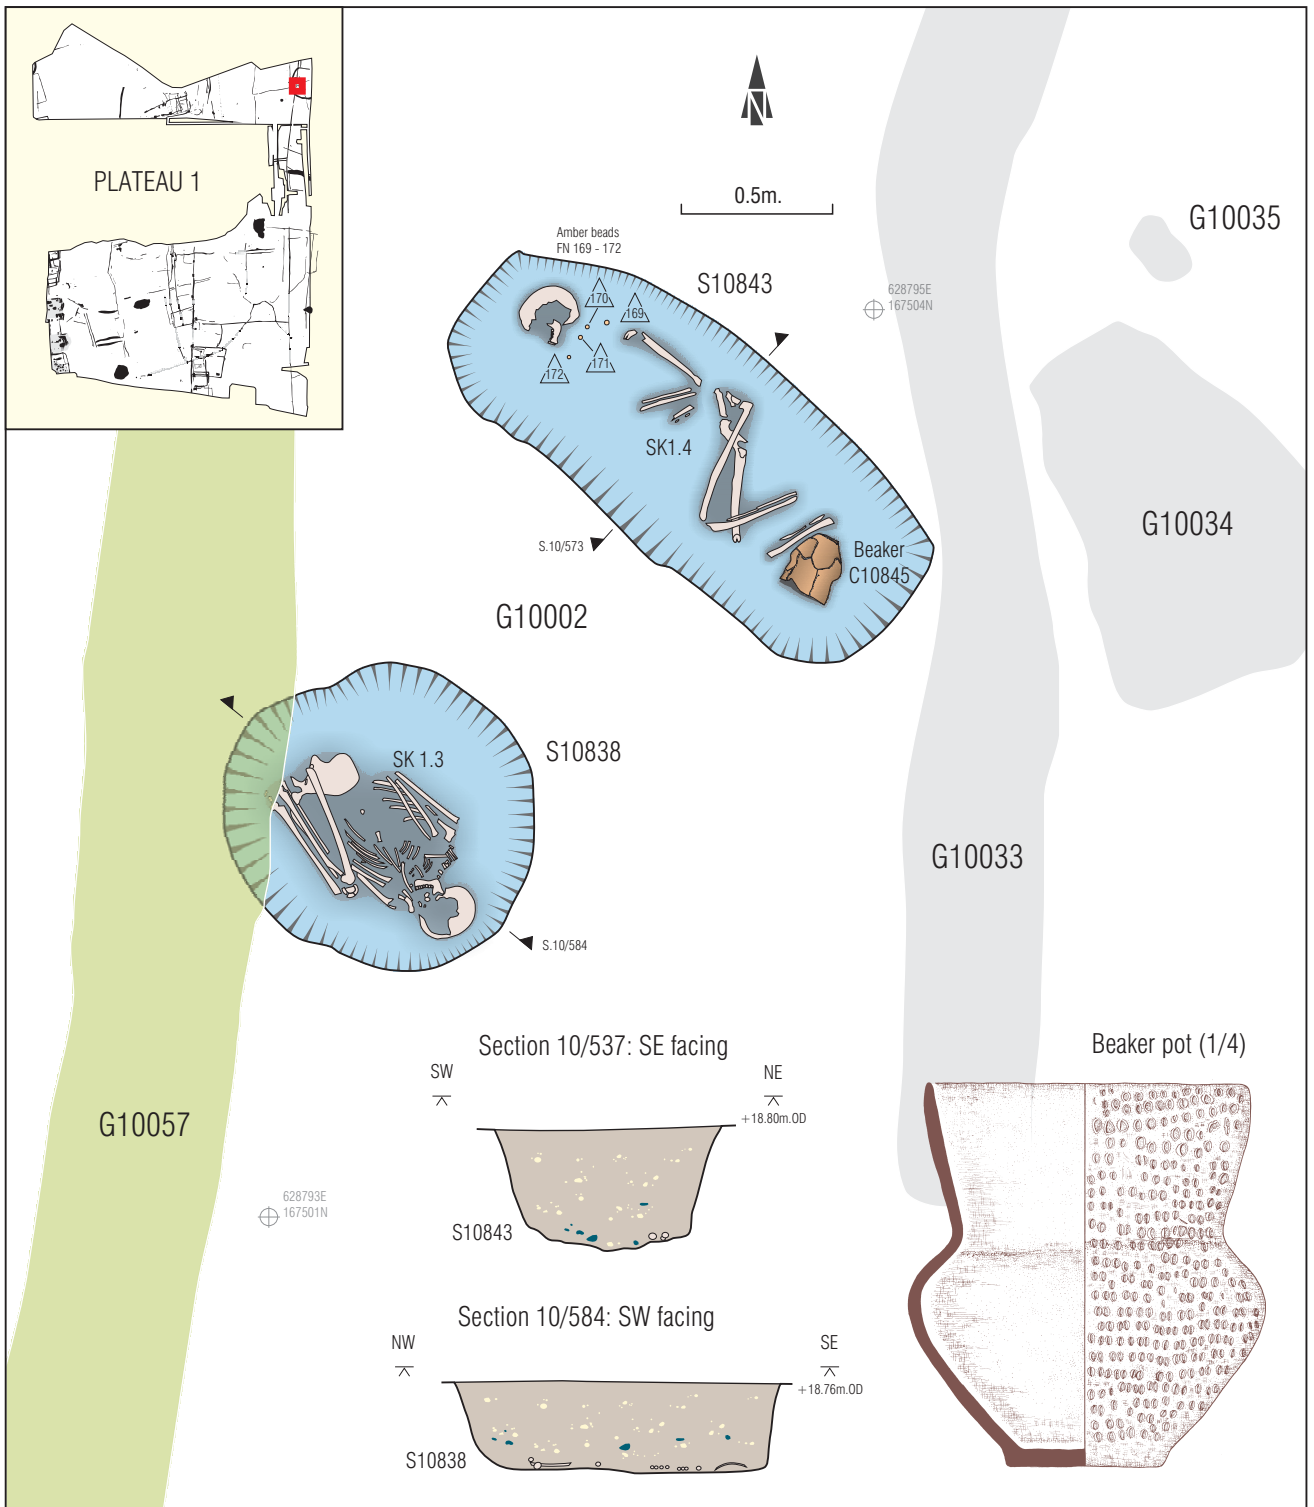 PLATEAU 1
N
0.5m.
G10035
Amber beads
FN 169 - 172
S10843
628795E
167504N
170
169
171
172
SK1.4
G10034
S.10/573
Beaker
C10845
G10002
S10838
SK 1.3
G10033
S.10/584
Section 10/537: SE facing
Beaker pot (1/4)
SW
NE
+18.80m.OD
G10057
628793E
167501N
S10843
Section 10/584: SW facing
NW
SE
+18.76m.OD
S10838